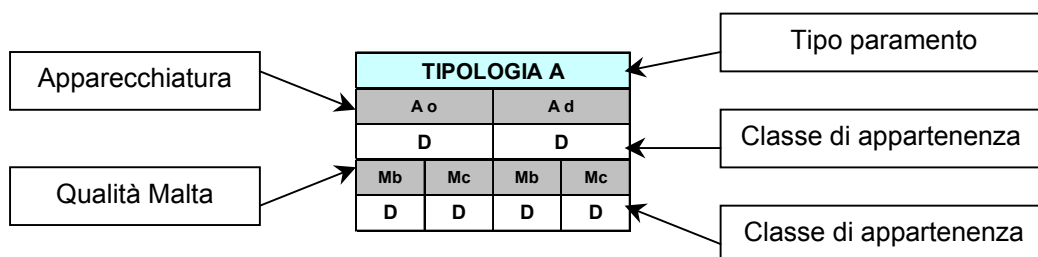 Tipo paramento
Apparecchiatura
TIPOLOGIA A
A o A d
D D
Classe di appartenenza
Qualità Malta
Mb Mc Mb Mc
D D D D
Classe di appartenenza